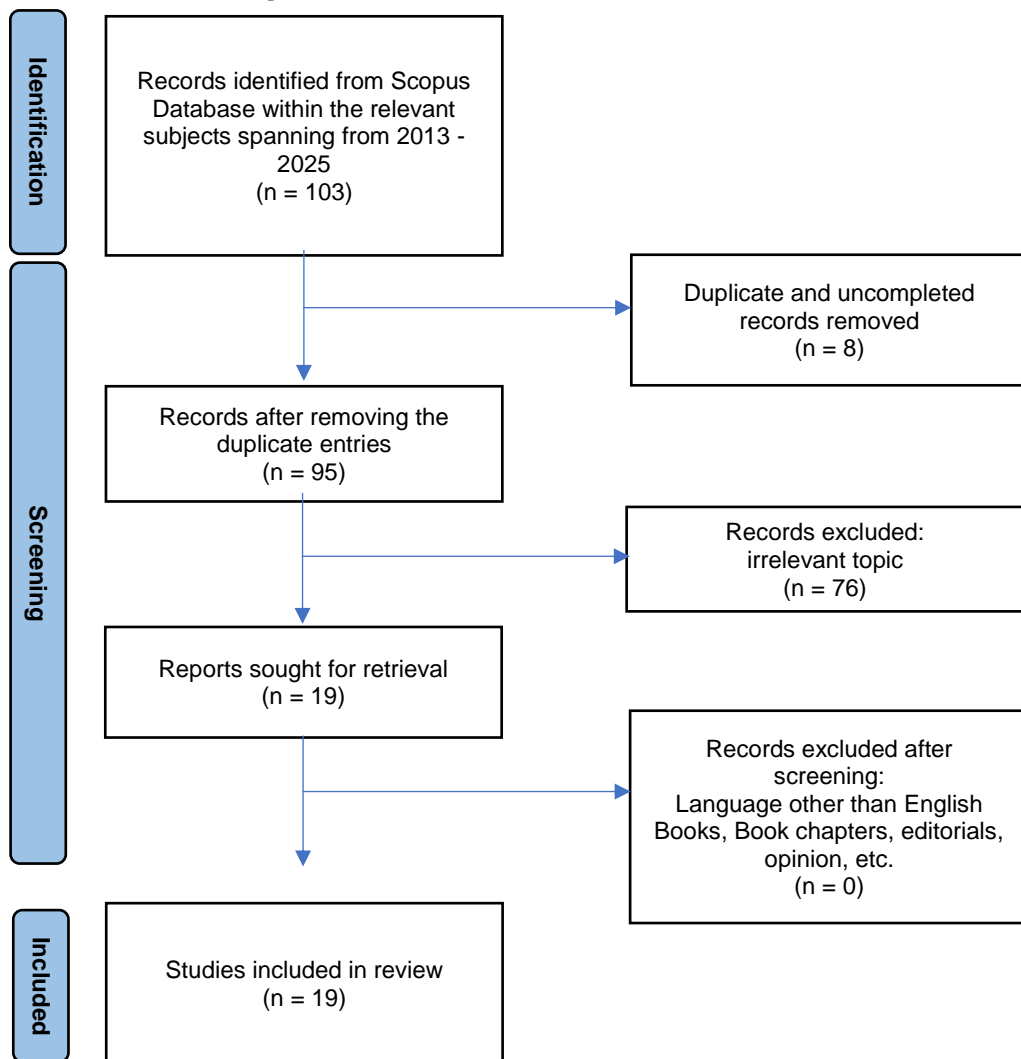 Identification
Records identified from Scopus
Database within the relevant
subjects spanning from 2013 -
2025
(n = 103)
Screening
Duplicate and uncompleted
records removed
(n = 8)
Records after removing the
duplicate entries
(n = 95)
Records excluded:
irrelevant topic
(n = 76)
Reports sought for retrieval
(n = 19)
Records excluded after
screening:
Language other than English
Books, Book chapters, editorials,
opinion, etc.
(n = 0)
Included
Studies included in review
(n = 19)